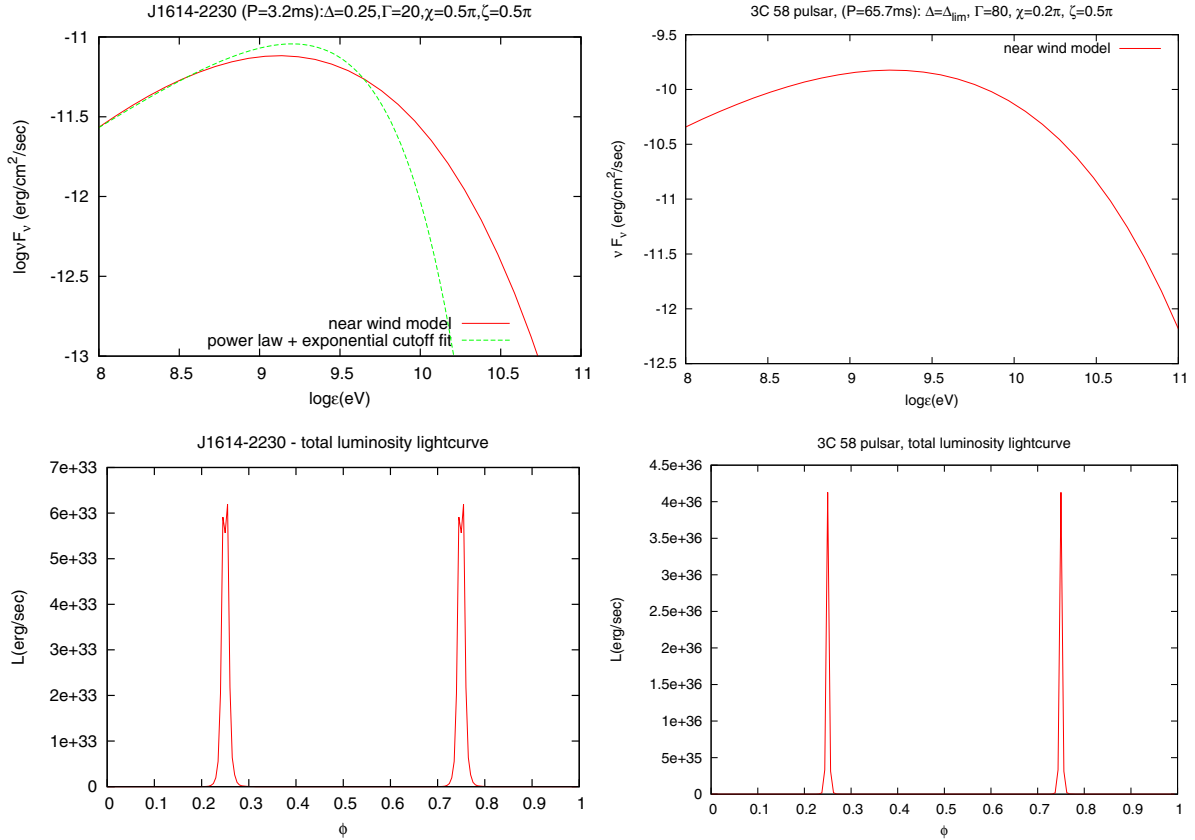 J1614-2230 (P=3.2ms):Δ=0.25,Γ=20,χ=0.5π,ζ=0.5π
-11
-11.5
-12
-12.5
-13
logνFν (erg/cm²/sec)
near wind model
power law + exponential cutoff fit
8 8.5 9 9.5 10 10.5 11
logε(eV)
3C 58 pulsar, (P=65.7ms): Δ=Δlim, Γ=80, χ=0.2π, ζ=0.5π
-9.5
-10
-10.5
-11
-11.5
-12
-12.5
ν Fν (erg/cm²/sec)
near wind model
8 8.5 9 9.5 10 10.5 11
logε(eV)
J1614-2230 - total luminosity lightcurve
7e+33
6e+33
5e+33
4e+33
3e+33
2e+33
1e+33
0
L(erg/sec)
0 0.1 0.2 0.3 0.4 0.5 0.6 0.7 0.8 0.9 1
ϕ
3C 58 pulsar, total luminosity lightcurve
4.5e+36
4e+36
3.5e+36
3e+36
2.5e+36
2e+36
1.5e+36
1e+36
5e+35
0
L(erg/sec)
0 0.1 0.2 0.3 0.4 0.5 0.6 0.7 0.8 0.9 1
ϕ